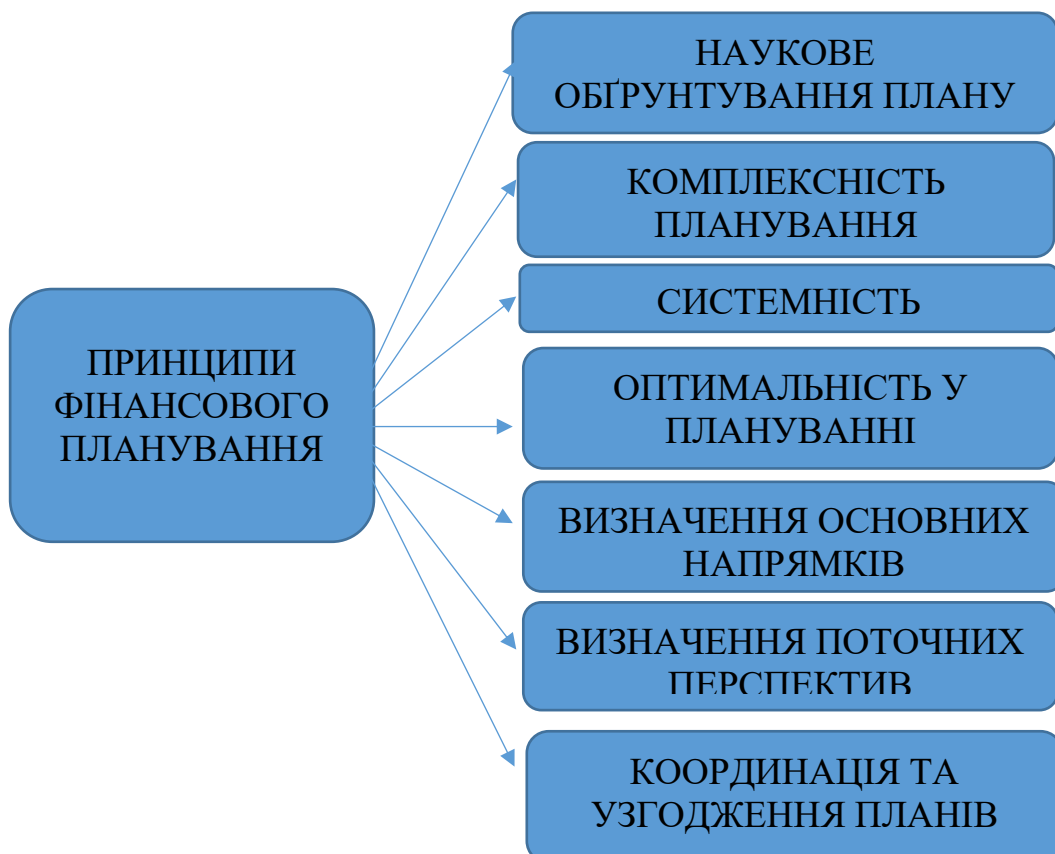 ПРИНЦИПИ
ФІНАНСОВОГО
ПЛАНУВАННЯ
НАУКОВЕ
ОБҐРУНТУВАННЯ ПЛАНУ
КОМПЛЕКСНІСТЬ
ПЛАНУВАННЯ
СИСТЕМНІСТЬ
ОПТИМАЛЬНІСТЬ У
ПЛАНУВАННІ
ВИЗНАЧЕННЯ ОСНОВНИХ
НАПРЯМКІВ
ВИЗНАЧЕННЯ ПОТОЧНИХ
ПЕРСПЕКТИВ
КООРДИНАЦІЯ ТА
УЗГОДЖЕННЯ ПЛАНІВ